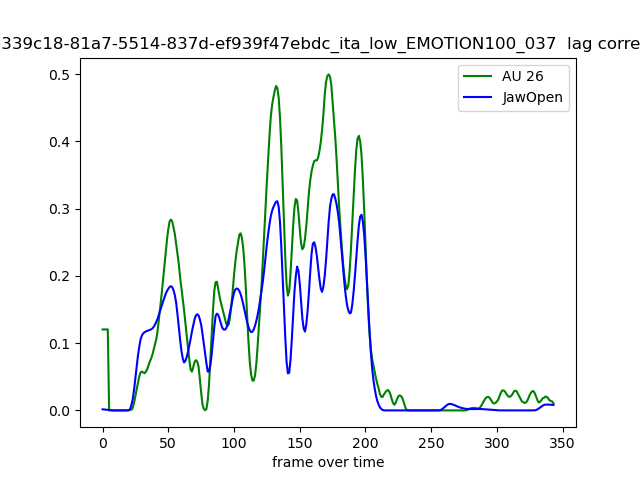 339c18-81a7-5514-837d-ef939f47ebdc_ita_low_EMOTION100_037 lag corre
AU 26
JawOpen
0.5
0.4
0.3
0.2
0.1
0.0
0 50 100 150 200 250 300 350
frame over time